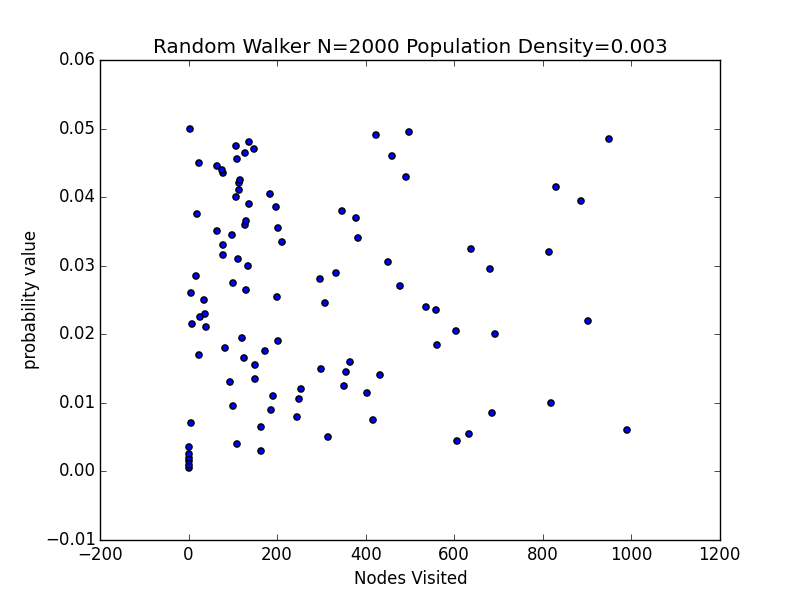 Random Walker N=2000 Population Density=0.003
0.06
0.05
0.04
0.03
0.02
0.01
0.00
−0.01
probability value
−200 0 200 400 600 800 1000 1200
Nodes Visited